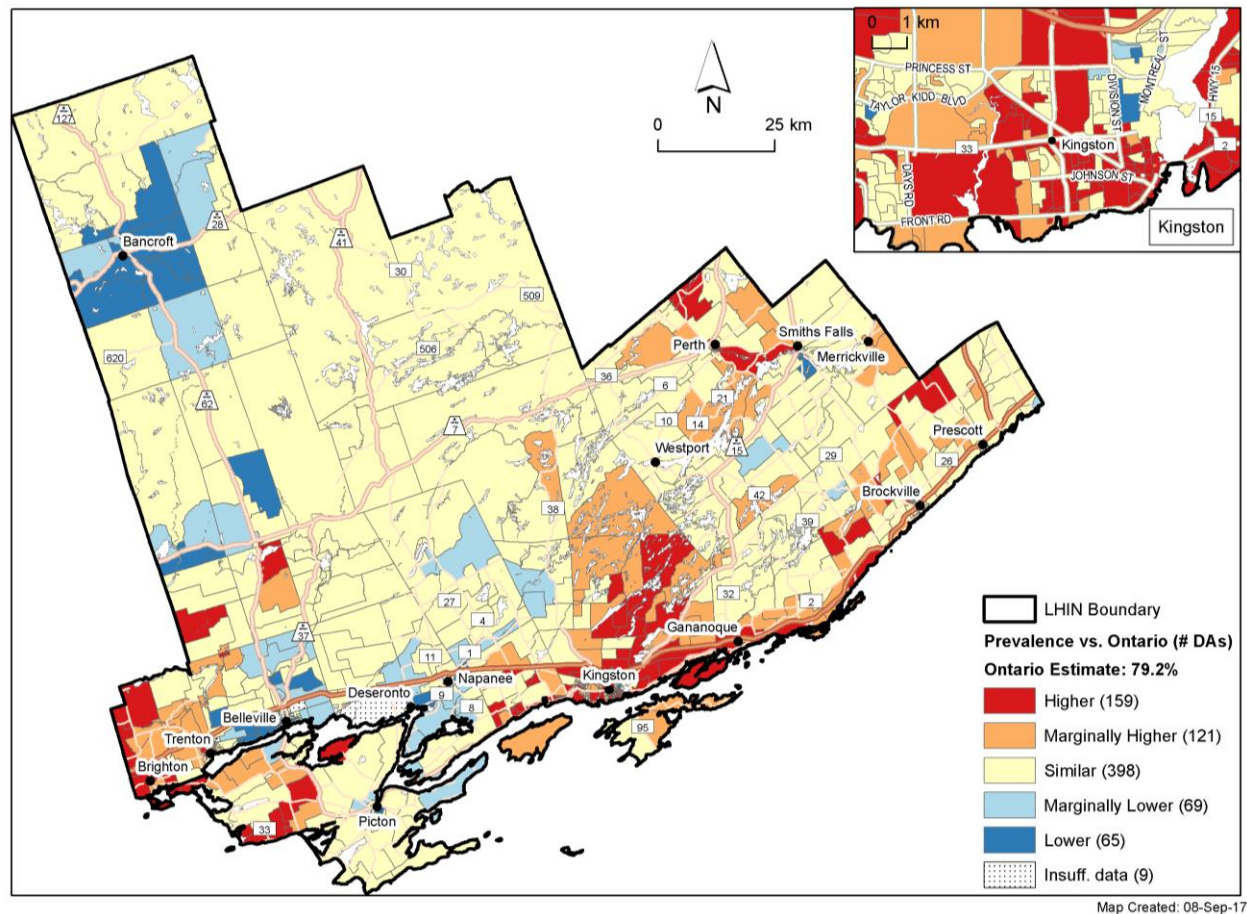 0 1 km
PRINCESS ST
TAYLOR KIDD BLVD
DIVISION ST
MONTREAL ST
HWY 15
15
2
33
Kingston
DAYS RD
JOHNSON ST
FRONT RD
Kingston
N
0 25 km
127
28
Bancroft
41
30
509
620
506
62
7
36
Perth
Smiths Falls
Merrickville
6
21
10
14
Westport
15
29
Prescott
26
38
42
39
Brockville
27
4
32
2
37
11
1
Gananoque
Napanee
Kingston
Deseronto
9
8
Belleville
95
Trenton
Brighton
Picton
33
LHIN Boundary
Prevalence vs. Ontario (# DAs)
Ontario Estimate: 79.2%
Higher (159)
Marginally Higher (121)
Similar (398)
Marginally Lower (69)
Lower (65)
Insuff. data (9)
Map Created: 08-Sep-17